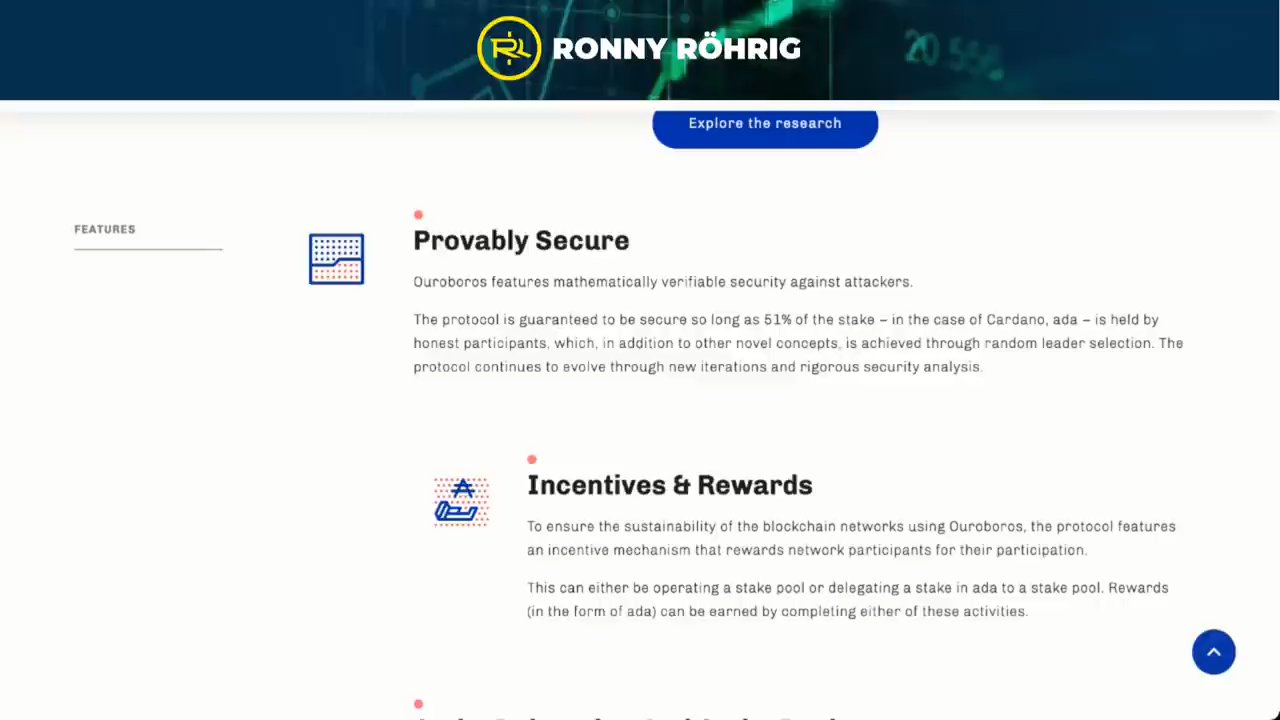 RONNY RÖHRIG
Explore the research
FEATURES
Provably Secure
Ouroboros features mathematically verifiable security against attackers.
The protocol is guaranteed to be secure so long as 51% of the stake – in the case of Cardano, ada – is held by
honest participants, which, in addition to other novel concepts, is achieved through random leader selection. The
protocol continues to evolve through new iterations and rigorous security analysis.
Incentives & Rewards
To ensure the sustainability of the blockchain networks using Ouroboros, the protocol features
an incentive mechanism that rewards network participants for their participation.
This can either be operating a stake pool or delegating a stake in ada to a stake pool. Rewards
(in the form of ada) can be earned by completing either of these activities.